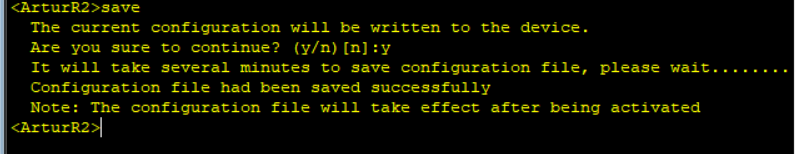 <ArturR2>save
The current configuration will be written to the device.
Are you sure to continue? (y/n)[n]:y
It will take several minutes to save configuration file, please wait........
Configuration file had been saved successfully
Note: The configuration file will take effect after being activated
<ArturR2>